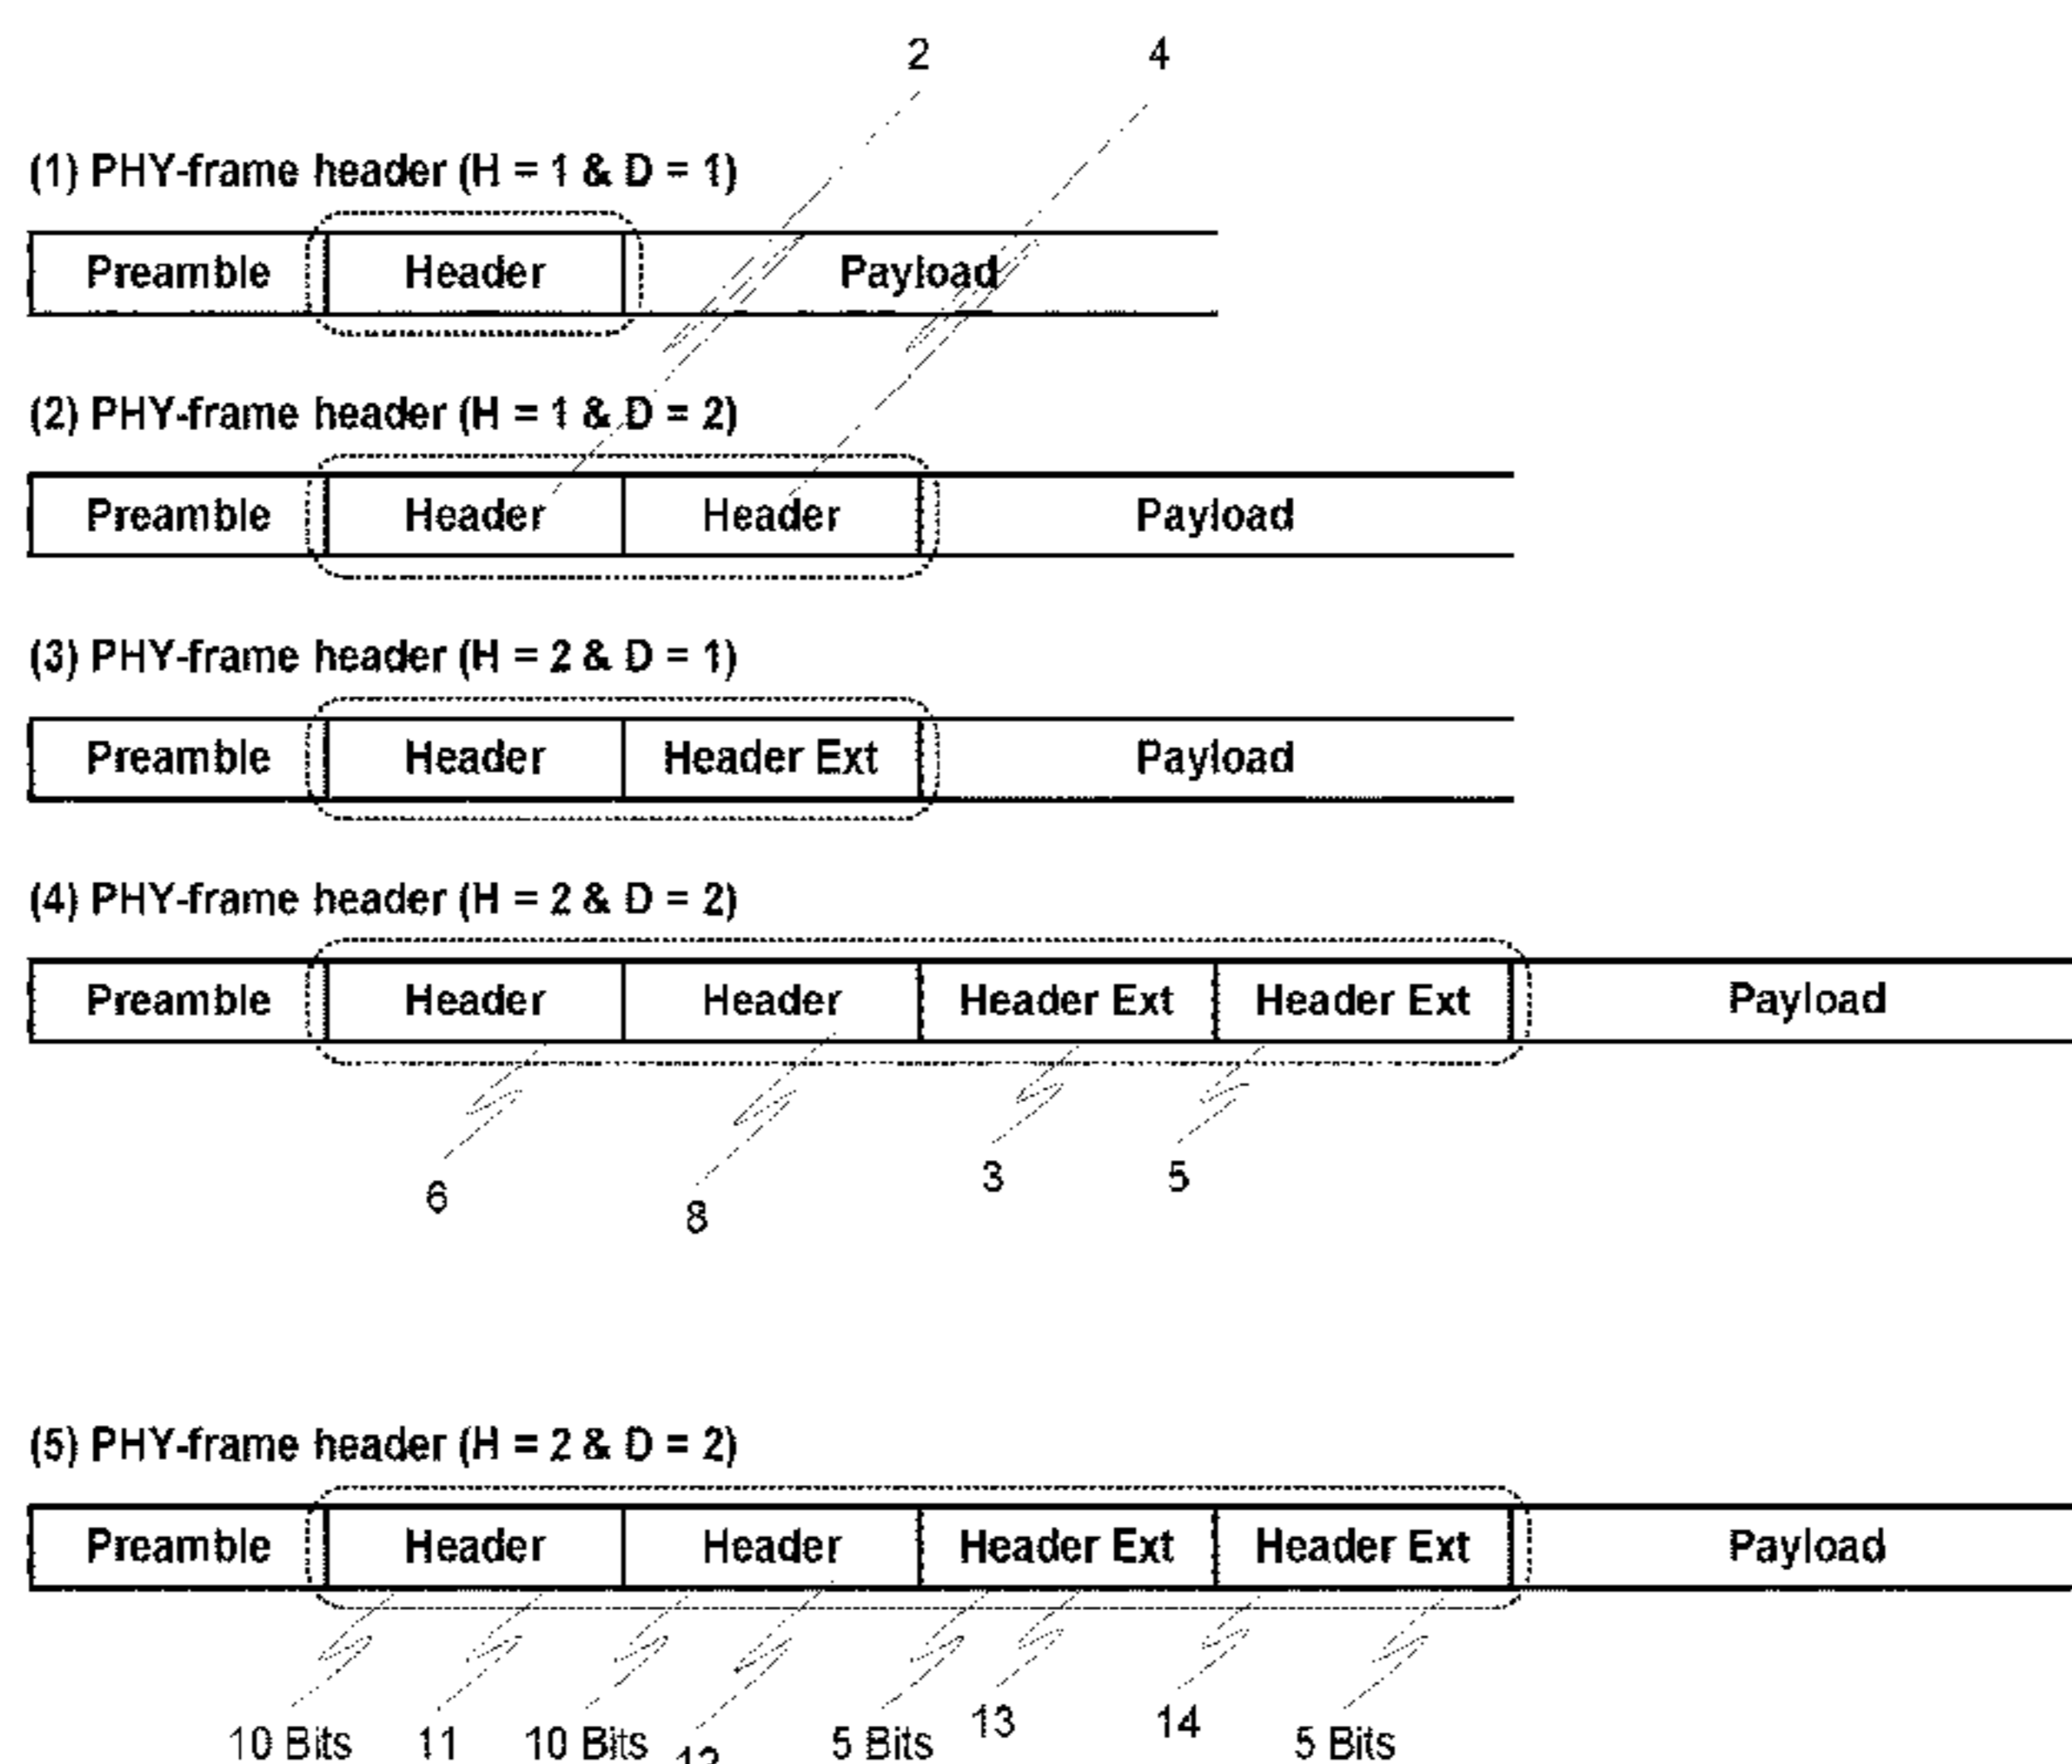 2 4
(1) PHY-frame header (H = 1 & D = 1)
Preamble Header Payload
(2) PHY-frame header (H = 1 & D = 2)
Preamble Header Header Payload
(3) PHY-frame header (H = 2 & D = 1)
Preamble Header Header Ext Payload
(4) PHY-frame header (H = 2 & D = 2)
Preamble Header Header Header Ext Header Ext Payload
6 8 3 5
(5) PHY-frame header (H = 2 & D = 2)
Preamble Header Header Header Ext Header Ext Payload
10 Bits 11 10 Bits 12 5 Bits 13 14 5 Bits